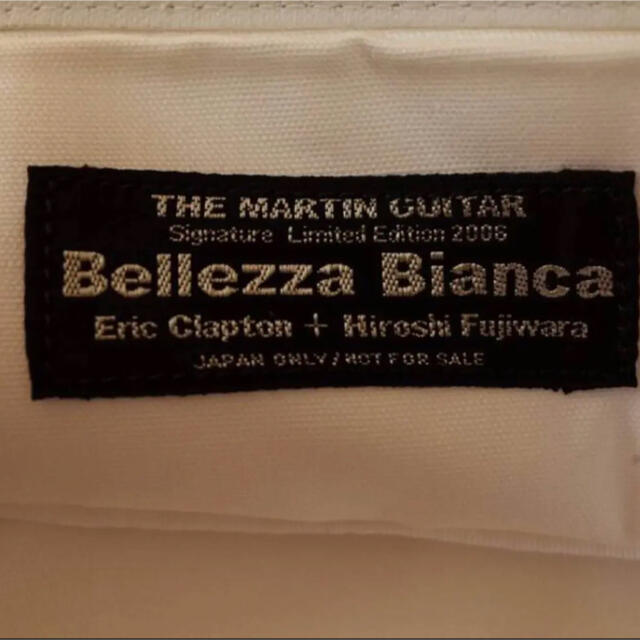 THE MARTIN GUITAR
Signature Limited Edition 2006
Bellezza Bianca
Eric Clapton + Hiroshi Fujiwara
JAPAN ONLY/NOT FOR SALE